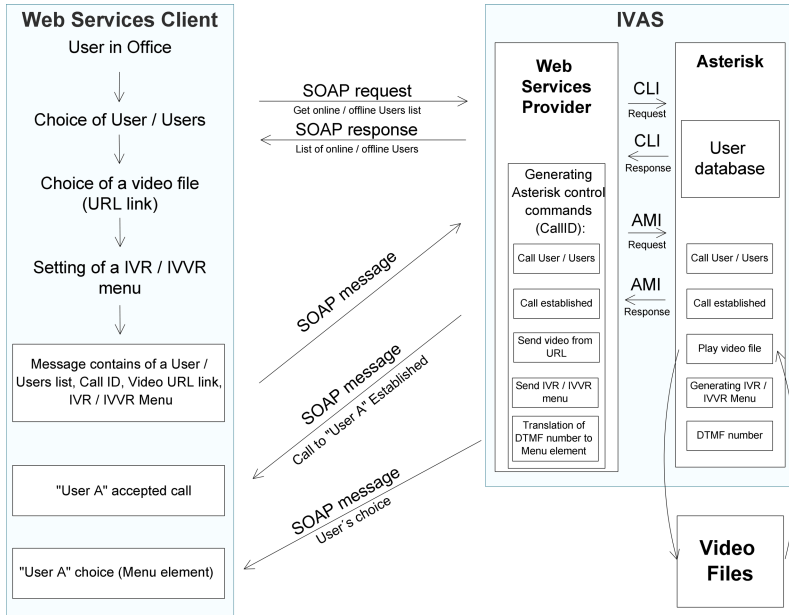 Web Services Client
User in Office
Choice of User / Users
Choice of a video file
(URL link)
Setting of a IVR / IVVR
menu
Message contains of a User /
Users list, Call ID, Video URL link,
IVR / IVVR Menu
"User A" accepted call
"User A" choice (Menu element)
SOAP request
Get online / offline Users list
SOAP response
List of online / offline Users
SOAP message
SOAP message
Call to "User A" Established
SOAP message
User´s choice
IVAS
Web
Services
Provider
Generating
Asterisk control
commands
(CallID):
Call User / Users
Call established
Send video from
URL
Send IVR / IVVR
menu
Translation of
DTMF number to
Menu element
CLI
Request
CLI
Response
AMI
Request
AMI
Response
Asterisk
User
database
Call User / Users
Call established
Play video file
Generating IVR /
IVVR Menu
DTMF number
Video
Files